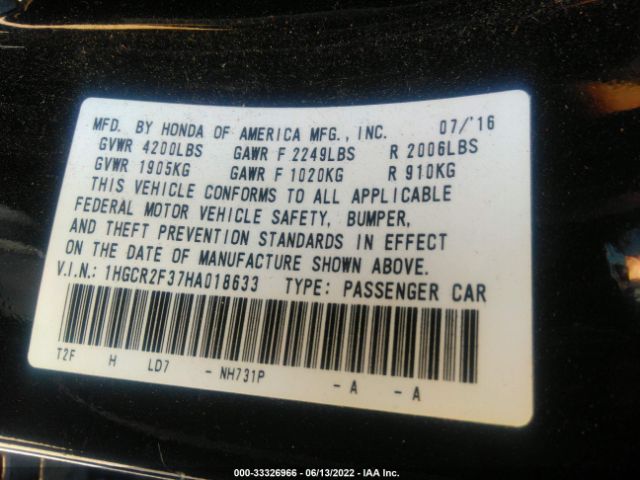 MFD. BY HONDA OF AMERICA MFG., INC. 07/'16
GVWR 4200LBS GAWR F 2249LBS R 2006LBS
GVWR 1905KG GAWR F 1020KG R 910KG
THIS VEHICLE CONFORMS TO ALL APPLICABLE
FEDERAL MOTOR VEHICLE SAFETY, BUMPER,
AND THEFT PREVENTION STANDARDS IN EFFECT
ON THE DATE OF MANUFACTURE SHOWN ABOVE.
V.I.N.: 1HGCR2F37HA018633 TYPE: PASSENGER CAR
T2F H LD7 - NH731P - A - A
000-33326966 - 06/13/2022 - IAA Inc.